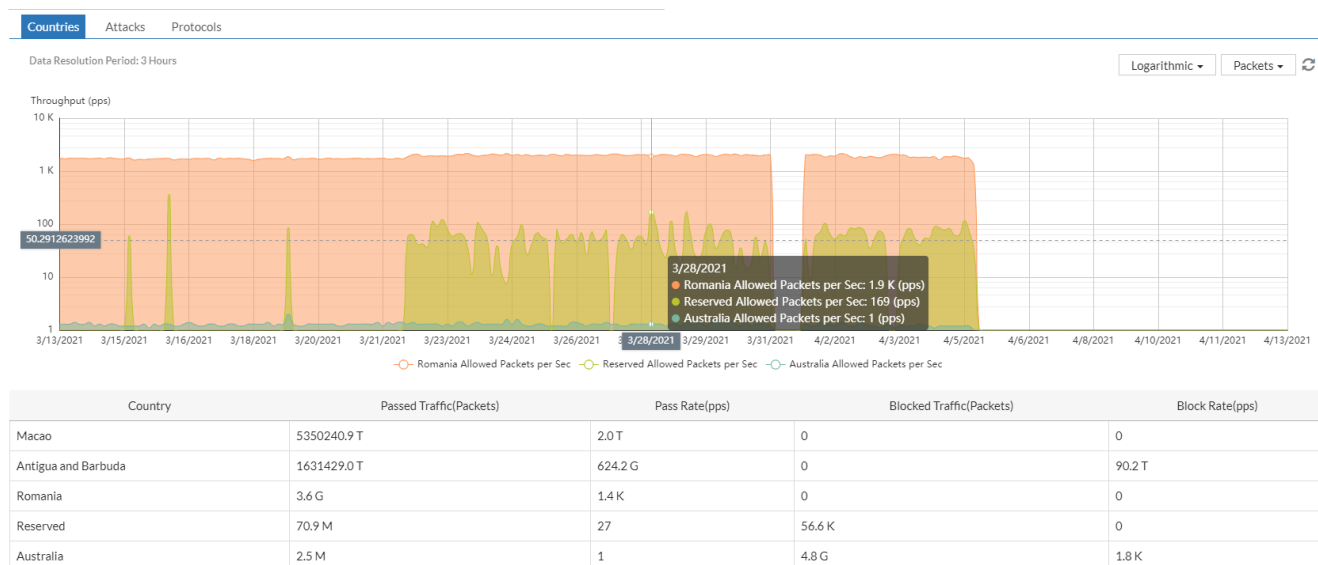 Countries Attacks Protocols
Data Resolution Period: 3 Hours
Logarithmic Packets
Throughput (pps)
10 K
1 K
100
50.2912623992
10
1
3/28/2021
Romania Allowed Packets per Sec: 1.9 K (pps)
Reserved Allowed Packets per Sec: 169 (pps)
Australia Allowed Packets per Sec: 1 (pps)
3/13/2021 3/15/2021 3/16/2021 3/18/2021 3/20/2021 3/21/2021 3/23/2021 3/24/2021 3/26/2021 3/28/2021 3/29/2021 3/31/2021 4/2/2021 4/3/2021 4/5/2021 4/6/2021 4/8/2021 4/10/2021 4/11/2021 4/13/2021
Romania Allowed Packets per Sec Reserved Allowed Packets per Sec Australia Allowed Packets per Sec
Country Passed Traffic(Packets) Pass Rate(pps) Blocked Traffic(Packets) Block Rate(pps)
Macao 5350240.9 T 2.0 T 0 0
Antigua and Barbuda 1631429.0 T 624.2 G 0 90.2 T
Romania 3.6 G 1.4 K 0 0
Reserved 70.9 M 27 56.6 K 0
Australia 2.5 M 1 4.8 G 1.8 K